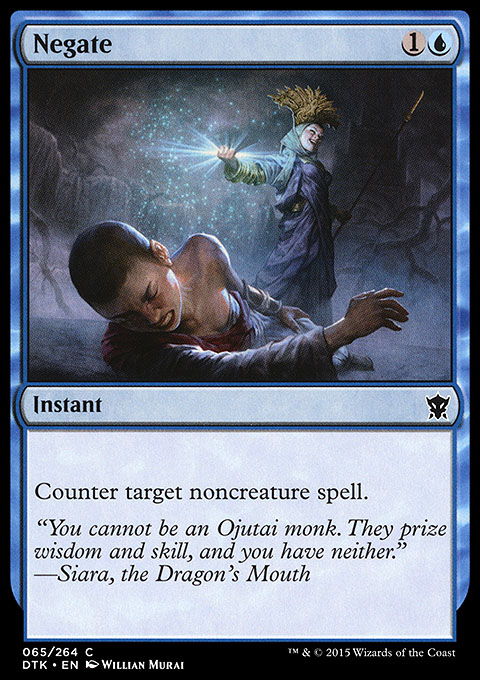 Negate 1
Instant
Counter target noncreature spell.
“You cannot be an Ojutai monk. They prize
wisdom and skill, and you have neither.”
—Siara, the Dragon's Mouth
065/264 C
DTK • EN Willian Murai
™ & © 2015 Wizards of the Coast